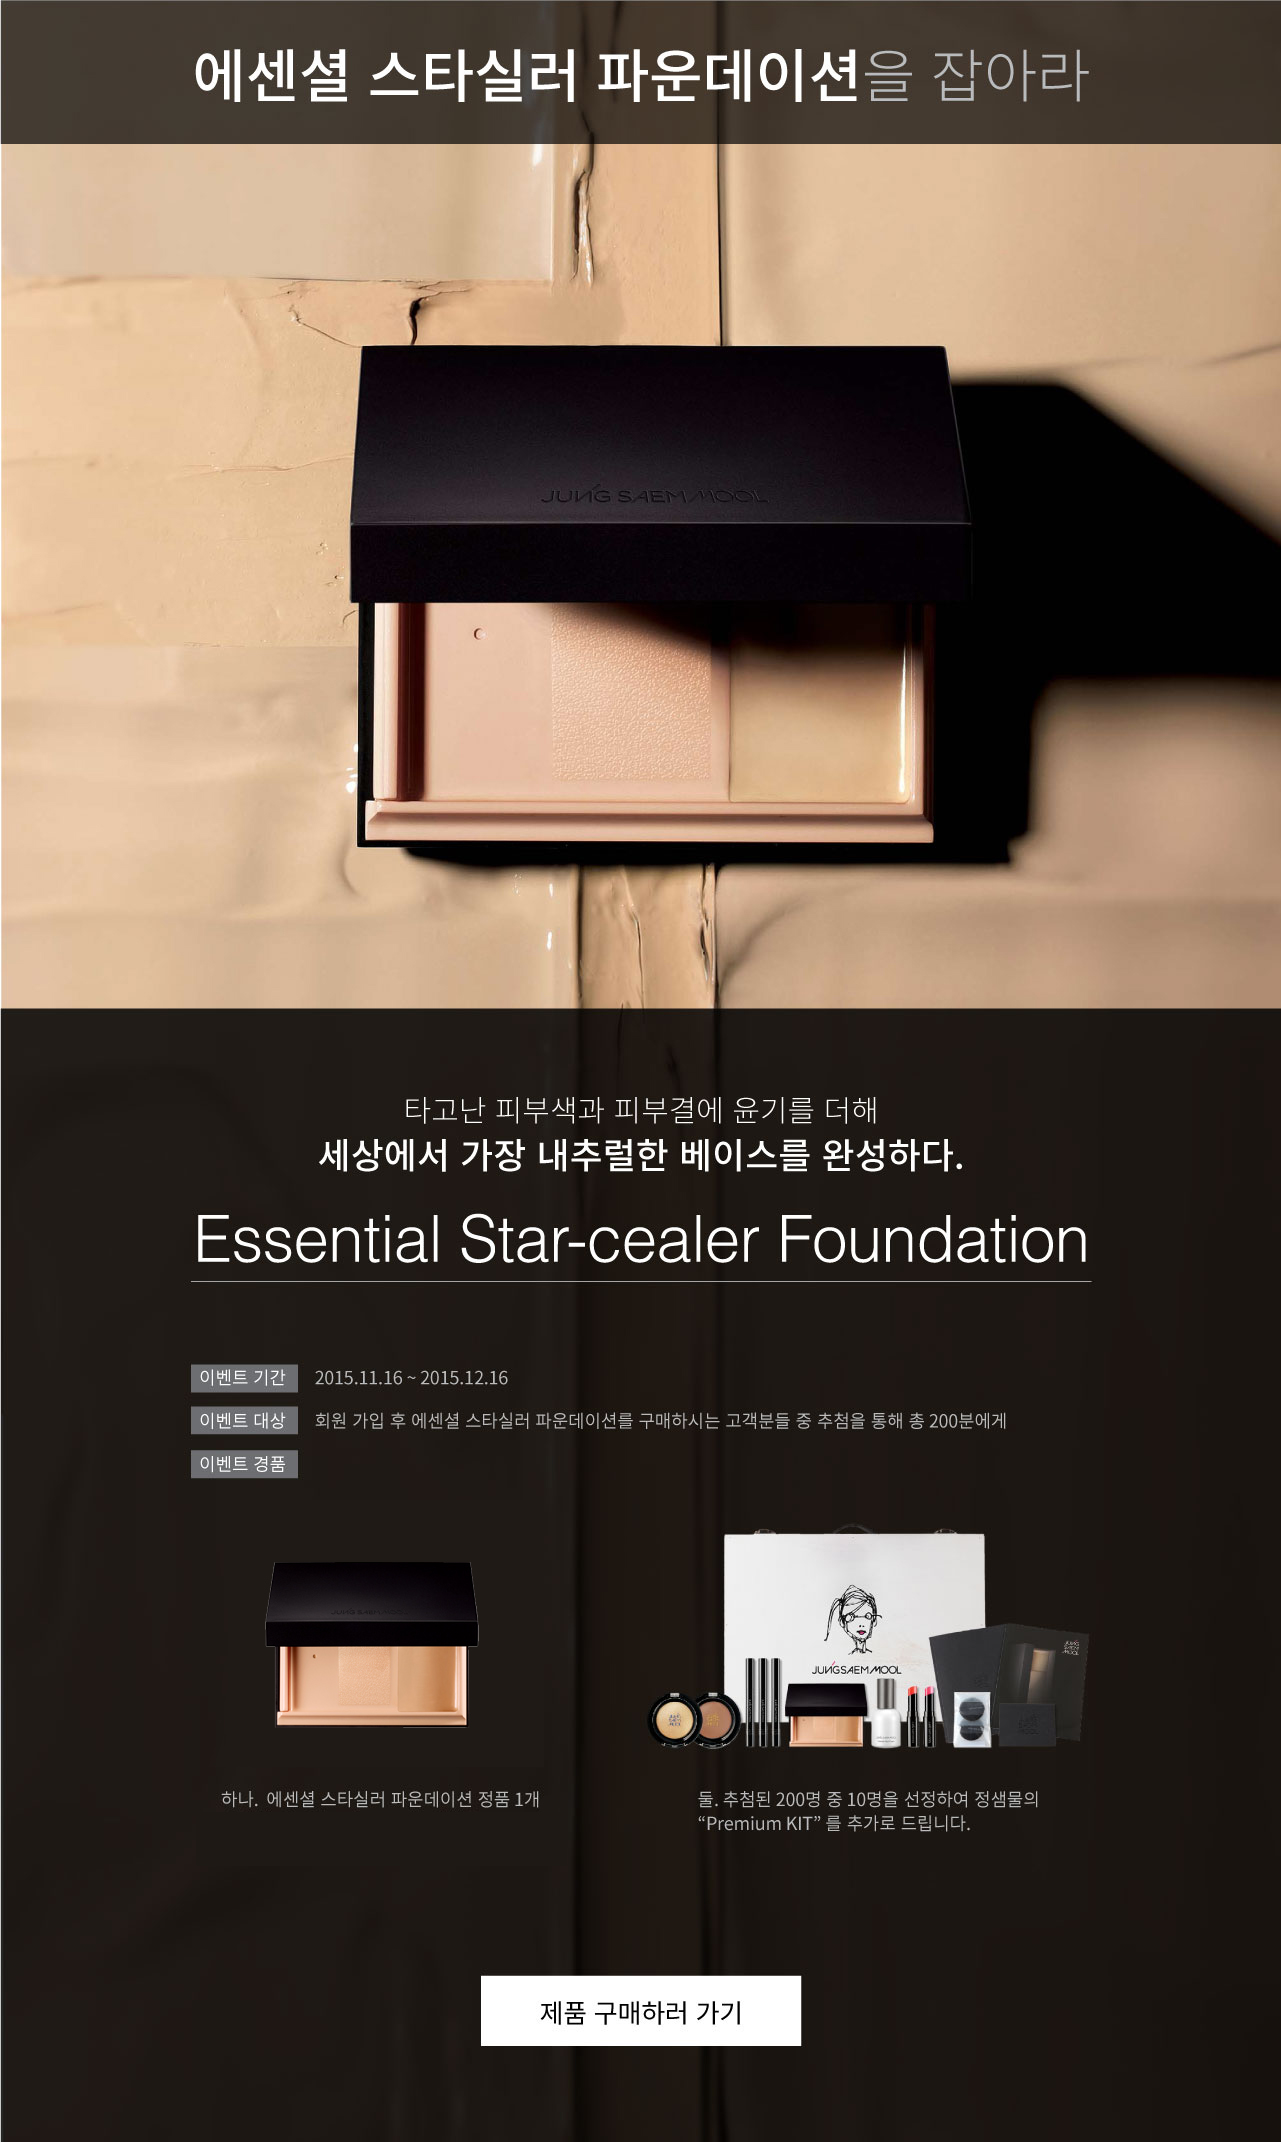 에센셜 스타실러 파운데이션을 잡아라
JUNG SAEM MOOL
타고난 피부색과 피부결에 윤기를 더해
세상에서 가장 내추럴한 베이스를 완성하다.
Essential Star-cealer Foundation
이벤트 기간 2015.11.16 ~ 2015.12.16
이벤트 대상 회원 가입 후 에센셜 스타실러 파운데이션를 구매하시는 고객분들 중 추첨을 통해 총 200분에게
이벤트 경품
JUNG SAEM MOOL
JUNGSAEMMOOL
JUNG
SAEM
MOOL
하나. 에센셜 스타실러 파운데이션 정품 1개
둘. 추첨된 200명 중 10명을 선정하여 정샘물의
“Premium KIT” 를 추가로 드립니다.
제품 구매하러 가기